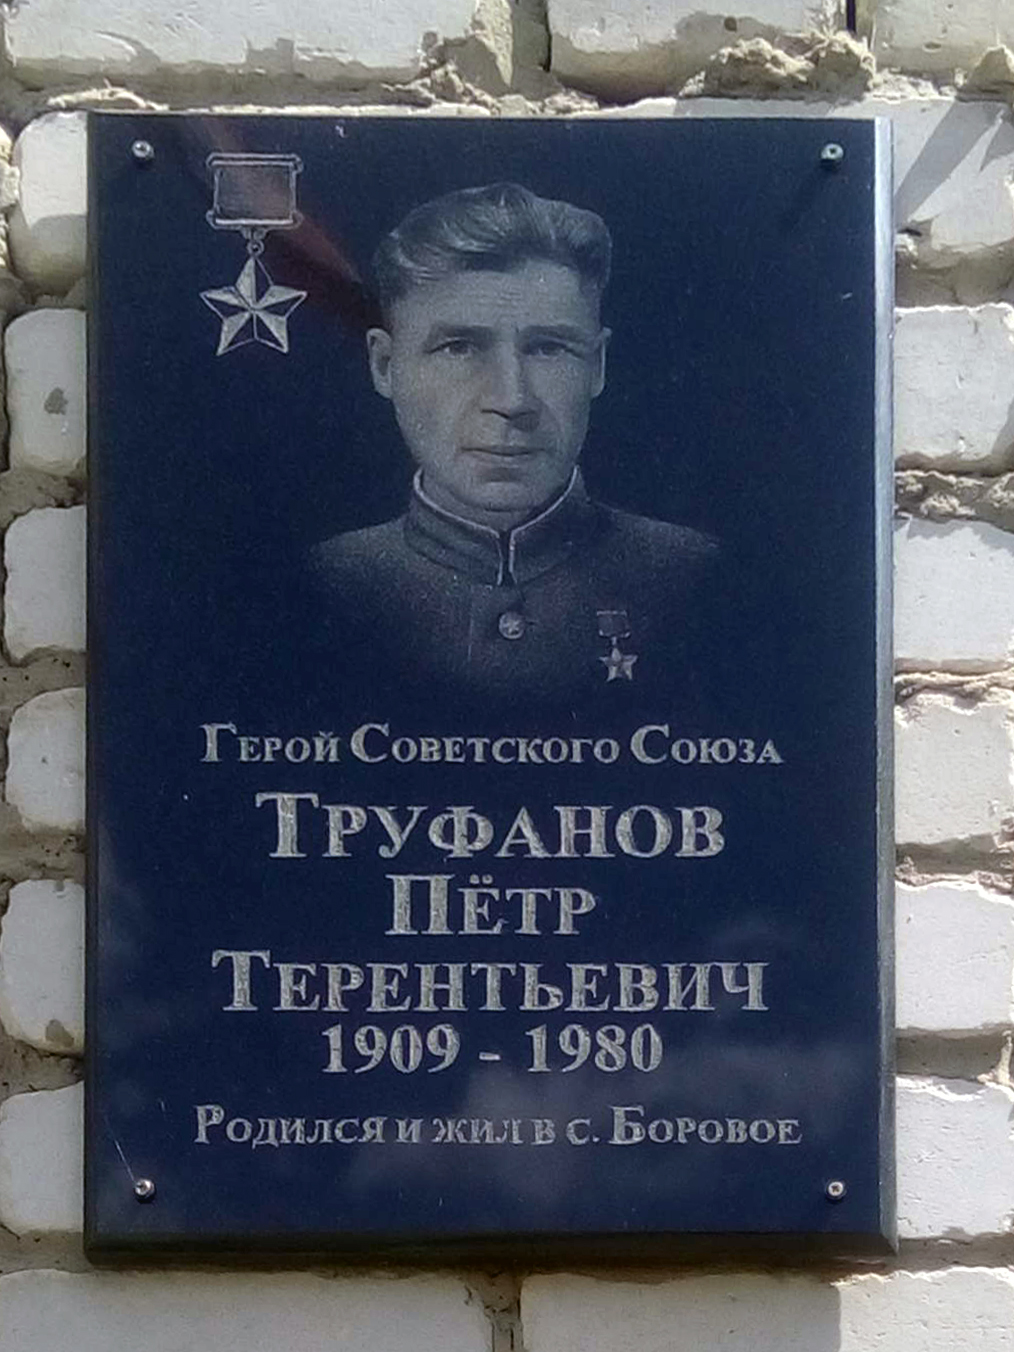 Герой Советского Союза
Труфанов
Пётр
Терентьевич
1909 - 1980
Родился и жил в с. Боровое